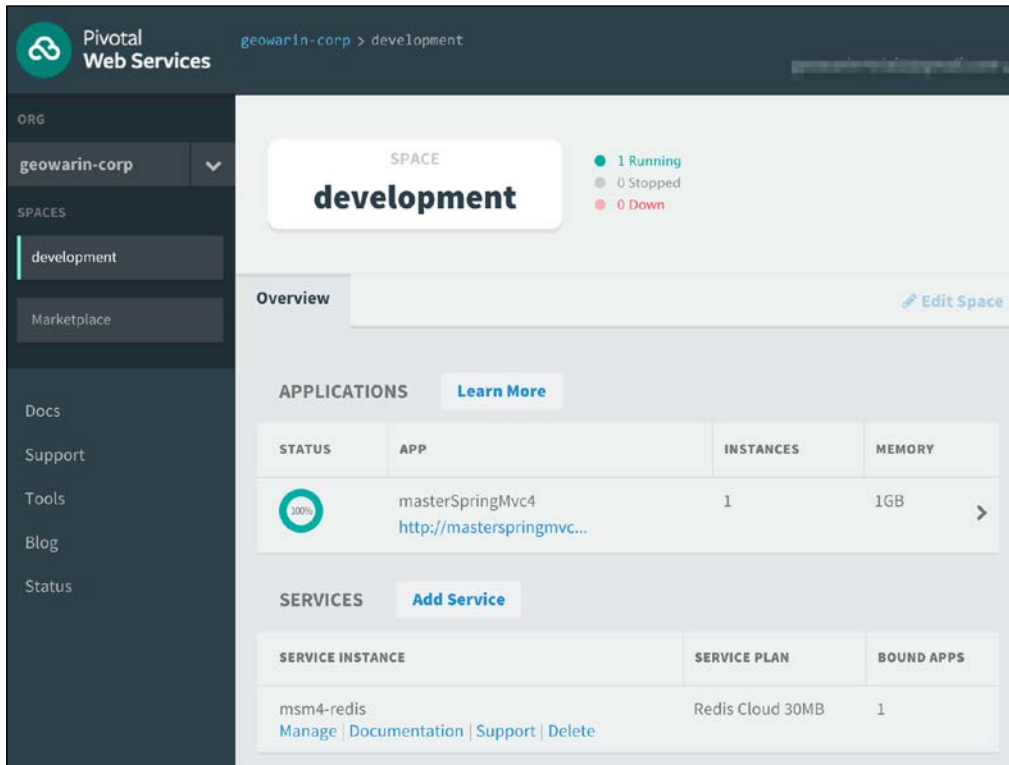 Pivotal
Web Services
geowarin-corp > development
ORG
geowarin-corp
SPACES
development
Marketplace
Docs
Support
Tools
Blog
Status
SPACE
development
1 Running
0 Stopped
0 Down
Overview
Edit Space
APPLICATIONS Learn More
STATUS APP INSTANCES MEMORY
100% masterSpringMvc4 1 1GB
http://masterspringmvc...
SERVICES Add Service
SERVICE INSTANCE SERVICE PLAN BOUND APPS
msm4-redis Redis Cloud 30MB 1
Manage | Documentation | Support | Delete